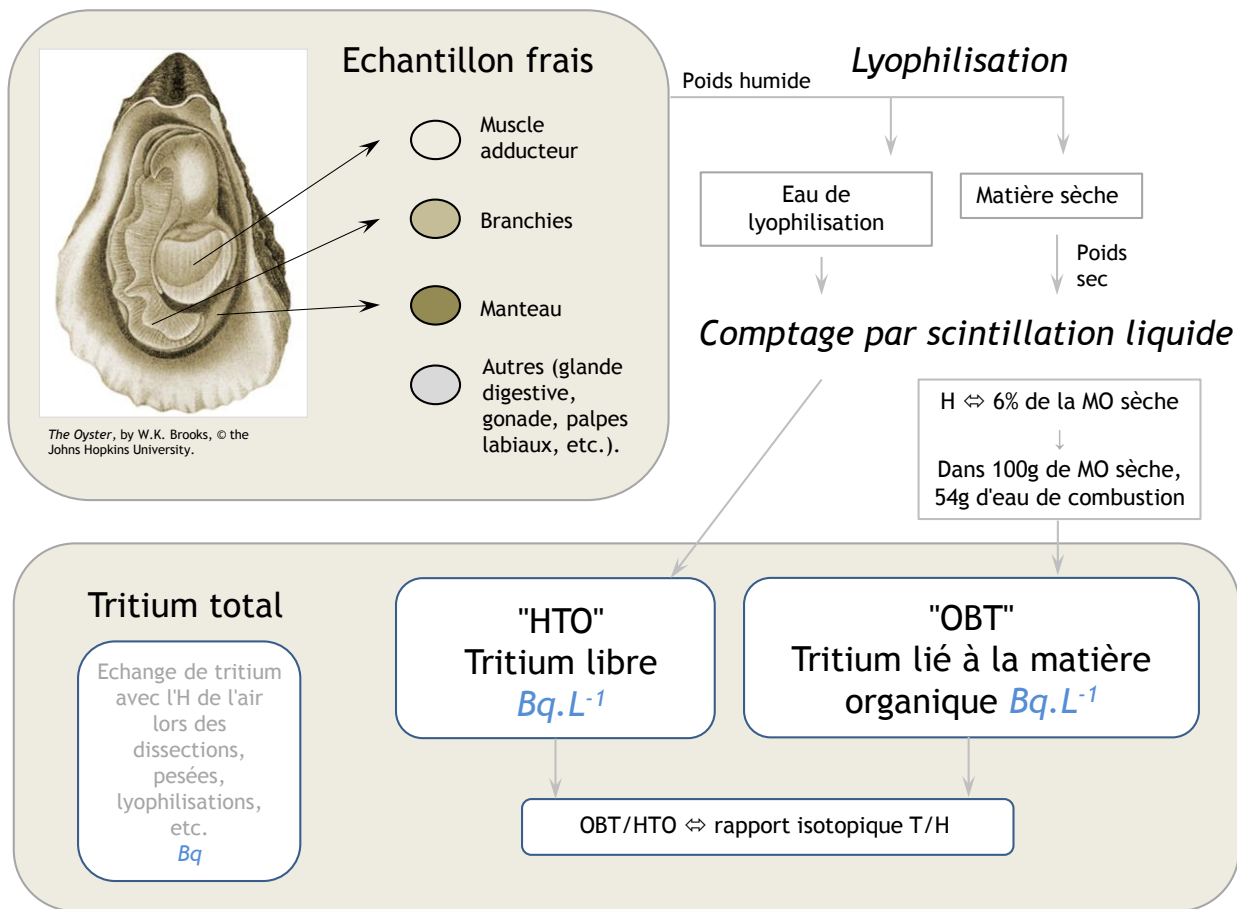 Echantillon frais
Muscle
adducteur
Branchies
Manteau
Autres (glande
digestive,
gonade, palpes
labiaux, etc.).
The Oyster, by W.K. Brooks, © the
Johns Hopkins University.
Lyophilisation
Poids humide
Eau de
lyophilisation
Matière sèche
Poids
sec
Comptage par scintillation liquide
H ⇔ 6% de la MO sèche
↓
Dans 100g de MO sèche,
54g d'eau de combustion
Tritium total
Echange de tritium
avec l'H de l'air
lors des
dissections,
pesées,
lyophilisations,
etc.
Bq
"HTO"
Tritium libre
Bq.L⁻¹
"OBT"
Tritium lié à la matière
organique Bq.L⁻¹
OBT/HTO ⇔ rapport isotopique T/H